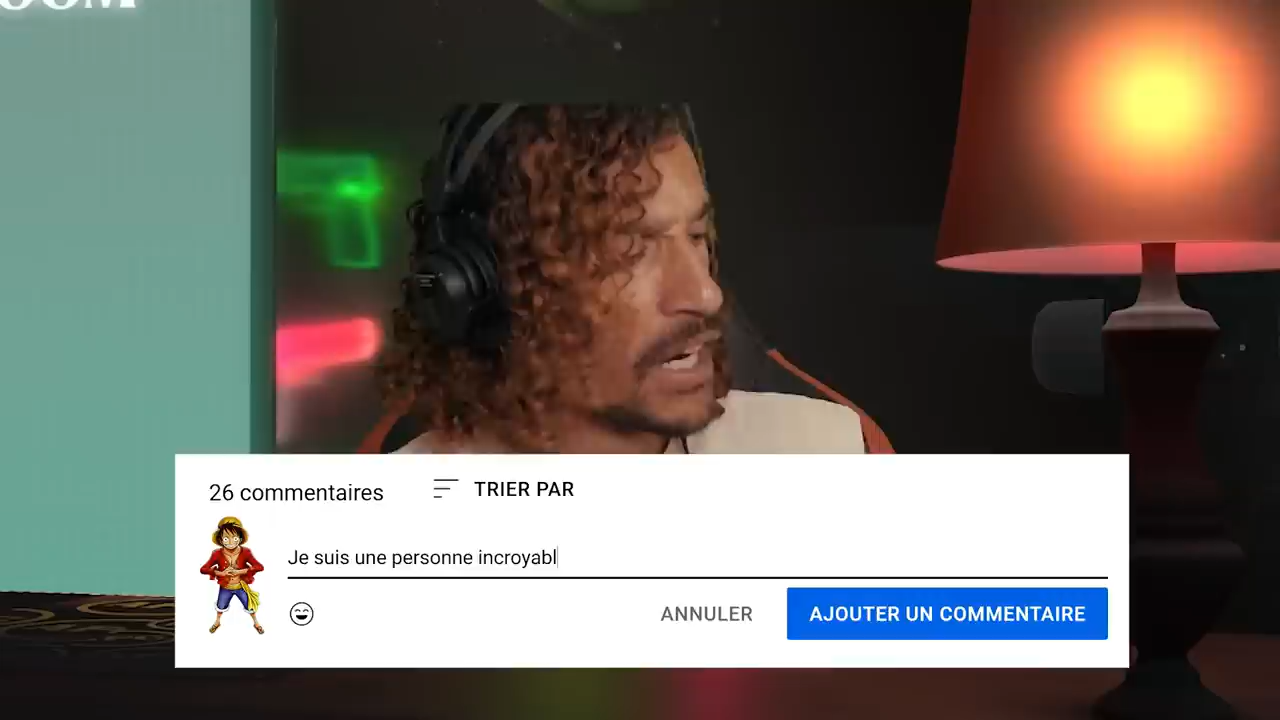 26 commentaires
TRIER PAR
Je suis une personne incroyabl
ANNULER
AJOUTER UN COMMENTAIRE